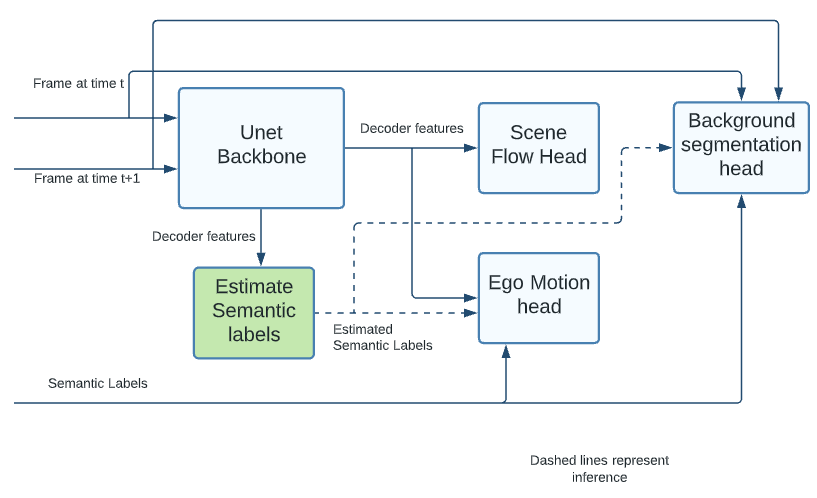 Frame at time t
Frame at time t+1
Unet
Backbone
Decoder features
Scene
Flow Head
Background
segmentation
head
Decoder features
Estimate
Semantic
labels
Ego Motion
head
Estimated
Semantic Labels
Semantic Labels
Dashed lines represent
inference